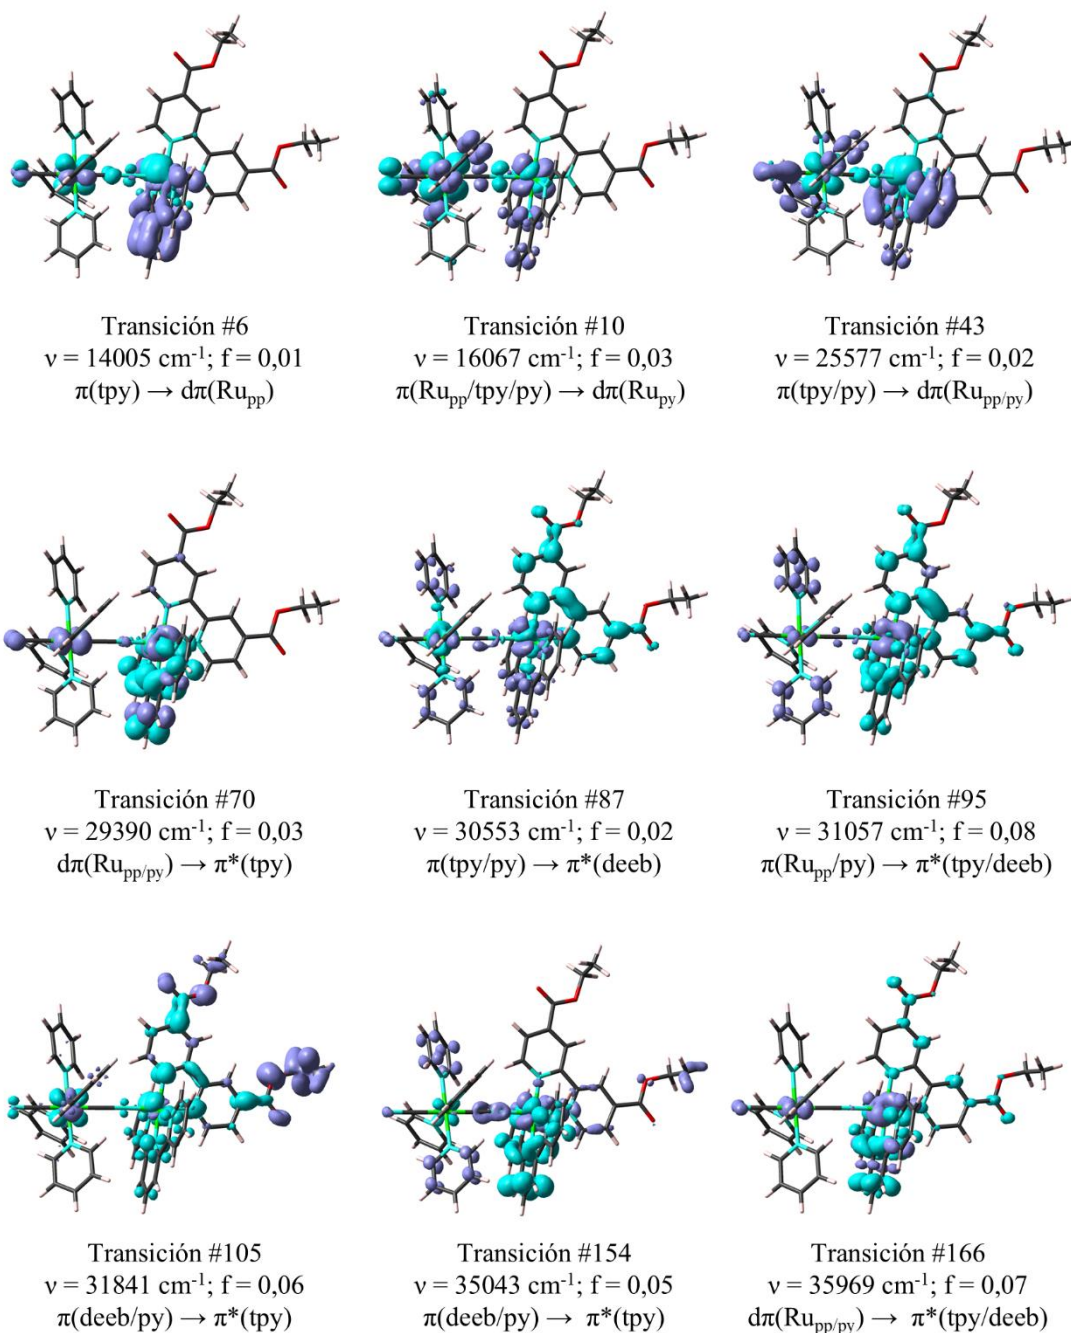 Transición #6
ν = 14005 cm⁻¹; f = 0,01
π(tpy) → dπ(Ru_pp)
Transición #10
ν = 16067 cm⁻¹; f = 0,03
π(Ru_pp/tpy/py) → dπ(Ru_py)
Transición #43
ν = 25577 cm⁻¹; f = 0,02
π(tpy/py) → dπ(Ru_pp/py)
Transición #70
ν = 29390 cm⁻¹; f = 0,03
dπ(Ru_pp/py) → π*(tpy)
Transición #87
ν = 30553 cm⁻¹; f = 0,02
π(tpy/py) → π*(deeb)
Transición #95
ν = 31057 cm⁻¹; f = 0,08
π(Ru_pp/py) → π*(tpy/deeb)
Transición #105
ν = 31841 cm⁻¹; f = 0,06
π(deeb/py) → π*(tpy)
Transición #154
ν = 35043 cm⁻¹; f = 0,05
π(deeb/py) → π*(tpy)
Transición #166
ν = 35969 cm⁻¹; f = 0,07
dπ(Ru_pp/py) → π*(tpy/deeb)